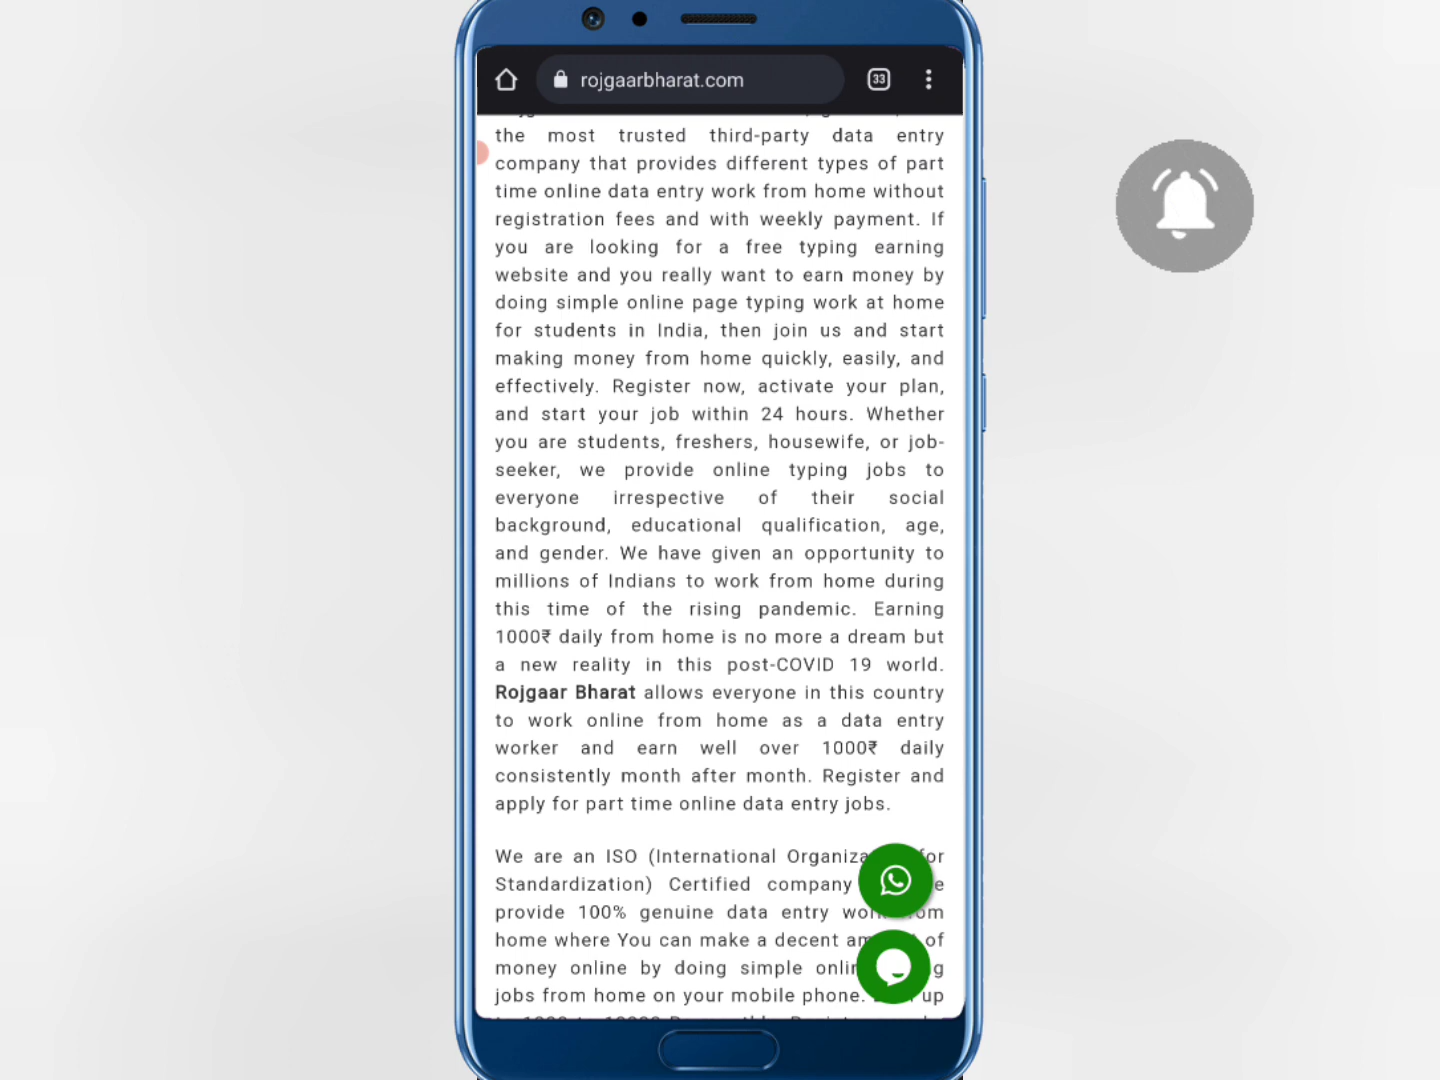 rojgaarbharat.com
33
the most trusted third-party data entry
company that provides different types of part
time online data entry work from home without
registration fees and with weekly payment. If
you are looking for a free typing earning
website and you really want to earn money by
doing simple online page typing work at home
for students in India, then join us and start
making money from home quickly, easily, and
effectively. Register now, activate your plan,
and start your job within 24 hours. Whether
you are students, freshers, housewife, or job-
seeker, we provide online typing jobs to
everyone irrespective of their social
background, educational qualification, age,
and gender. We have given an opportunity to
millions of Indians to work from home during
this time of the rising pandemic. Earning
1000₹ daily from home is no more a dream but
a new reality in this post-COVID 19 world.
Rojgaar Bharat allows everyone in this country
to work online from home as a data entry
worker and earn well over 1000₹ daily
consistently month after month. Register and
apply for part time online data entry jobs.
We are an ISO (International for
Standardization) Certified company
provide 100% genuine data entry
home where You can make a decent of
money online by doing simple
jobs from home on your mobile phone. up